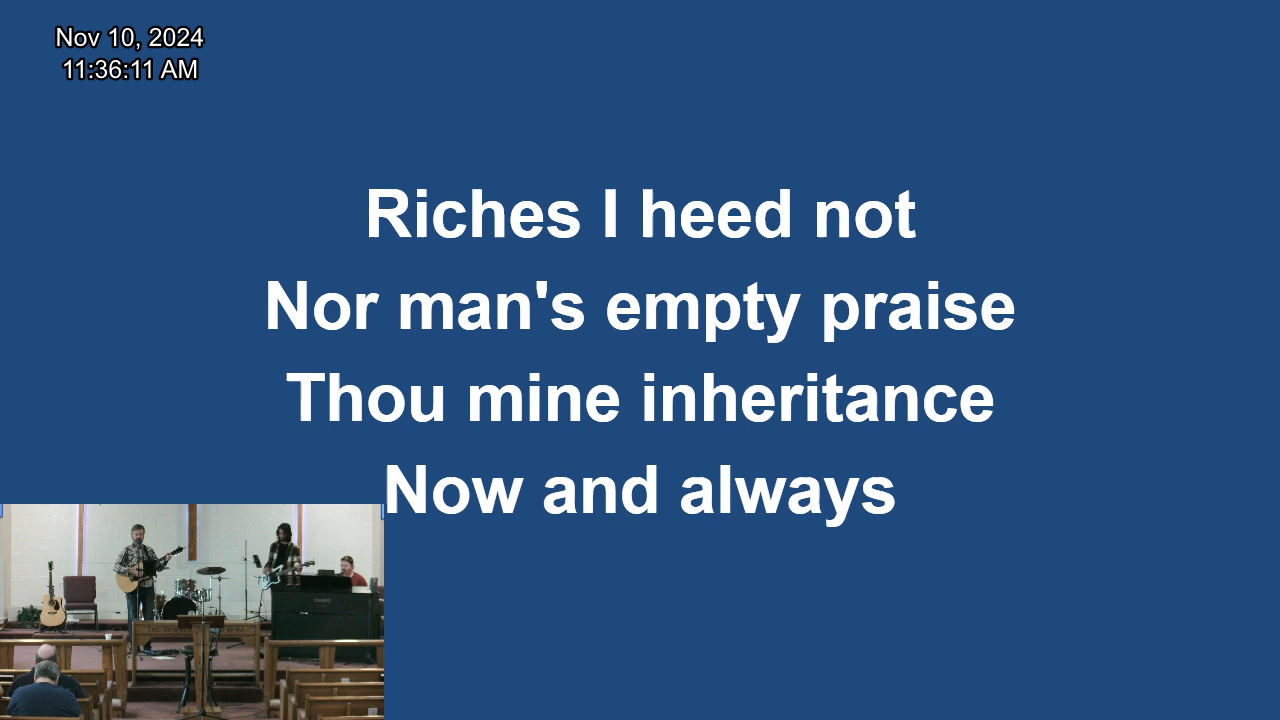 Nov 10, 2024
11:36:11 AM
Riches I heed not
Nor man's empty praise
Thou mine inheritance
Now and always
CASIO